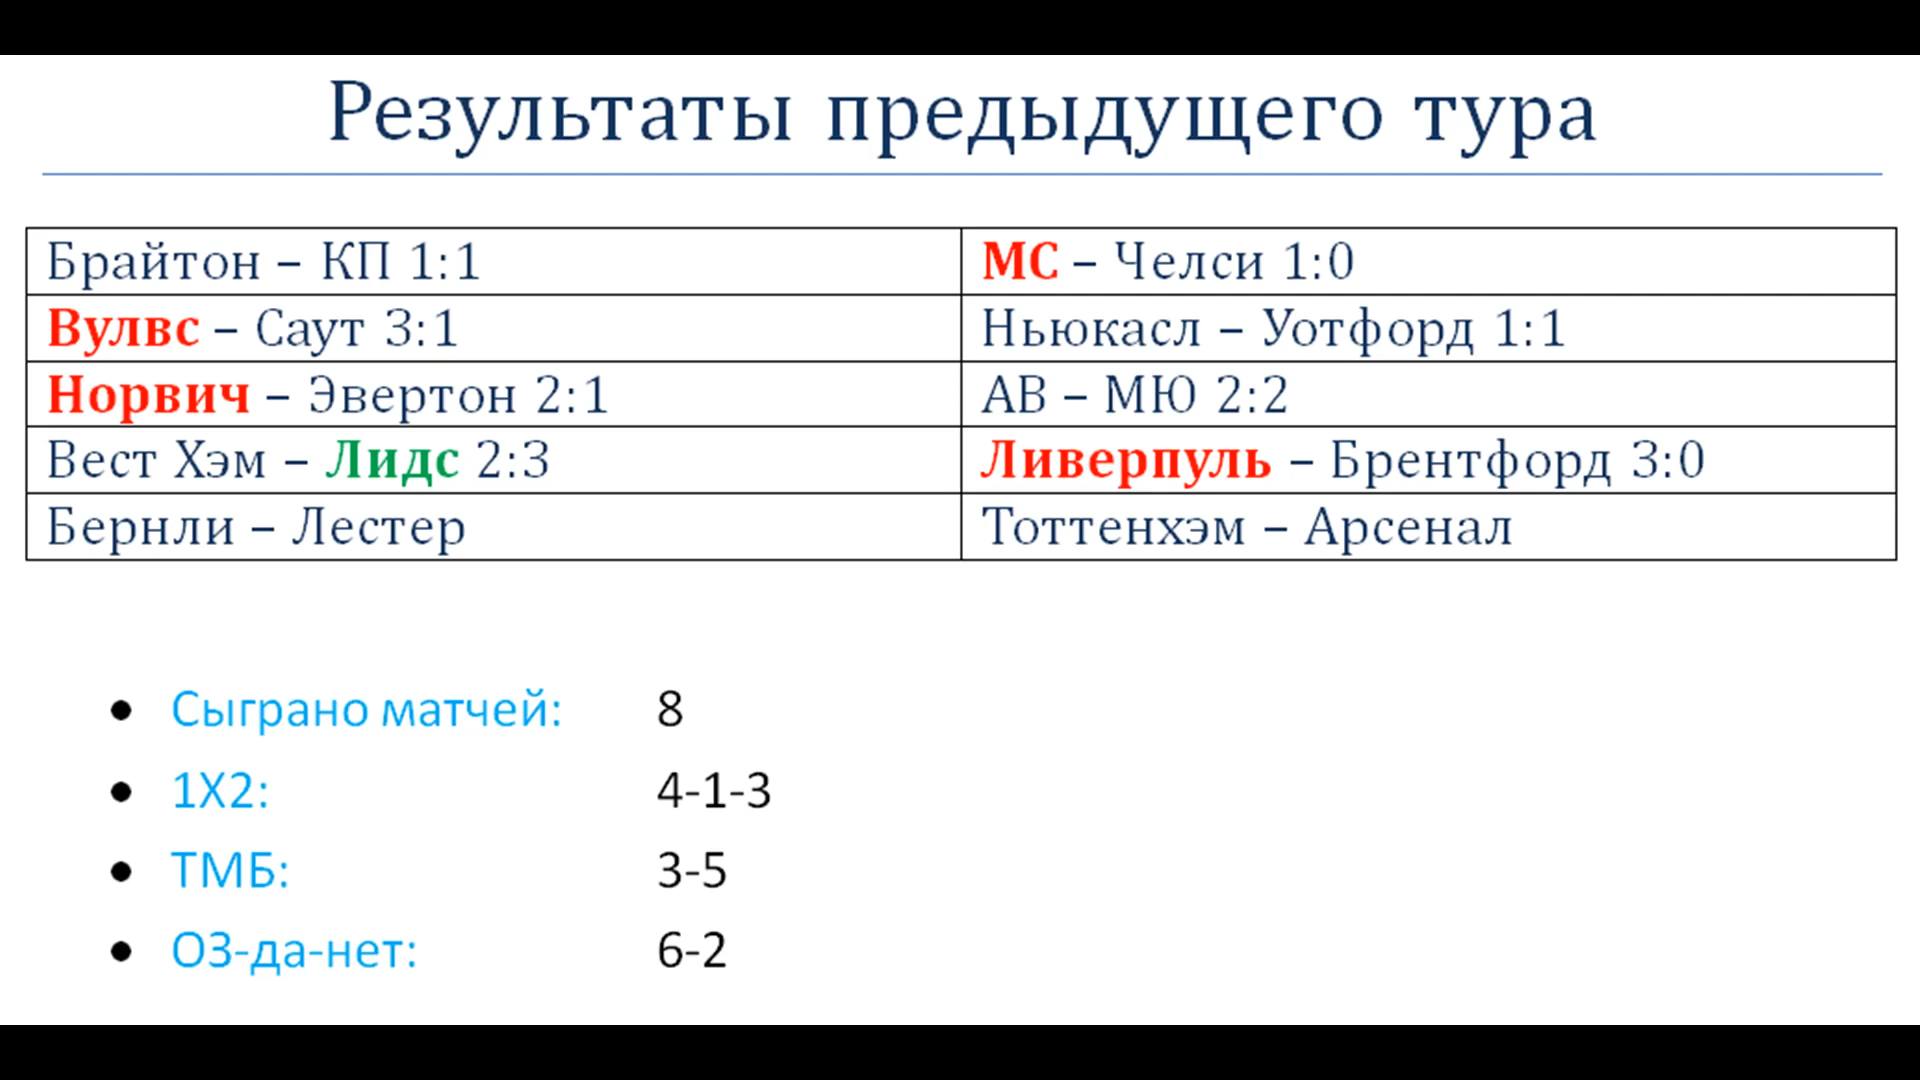 Результаты предыдущего тура
Брайтон – КП 1:1
МС – Челси 1:0
Вулвс – Саут 3:1
Ньюкасл – Уотфорд 1:1
Норвич – Эвертон 2:1
АВ – МЮ 2:2
Вест Хэм – Лидс 2:3
Ливерпуль – Брентфорд 3:0
Бернли – Лестер
Тоттенхэм – Арсенал
• Сыграно матчей: 8
• 1Х2: 4-1-3
• ТМБ: 3-5
• ОЗ-да-нет: 6-2